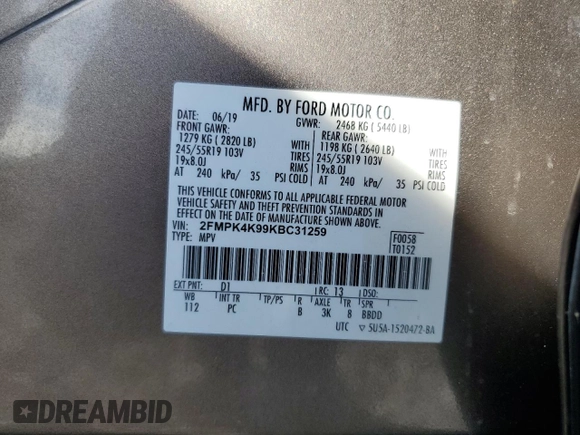 MFD. BY FORD MOTOR CO.
DATE: 06/19 GVWR: 2468 KG ( 5440 LB)
FRONT GAWR: REAR GAWR:
1279 KG ( 2820 LB) WITH 1198 KG ( 2640 LB) WITH
245/55R19 103V TIRES 245/55R19 103V TIRES
19x8.0J RIMS 19x8.0J RIMS
AT 240 kPa/ 35 PSI COLD AT 240 kPa/ 35 PSI COLD
THIS VEHICLE CONFORMS TO ALL APPLICABLE FEDERAL MOTOR
VEHICLE SAFETY AND THEFT PREVENTION STANDARDS IN
EFFECT ON THE DATE OF MANUFACTURE SHOWN ABOVE.
VIN: 2FMPK4K99KBC31259 F0058
TYPE: MPV T0152
EXT PNT: D1 RC: 13 DSO:
WB INT TR TP/PS R AXLE TR SPR
112 PC B 3K 8 BBDD
UTC ▽ SUSA-1520472-BA
DREAMBID